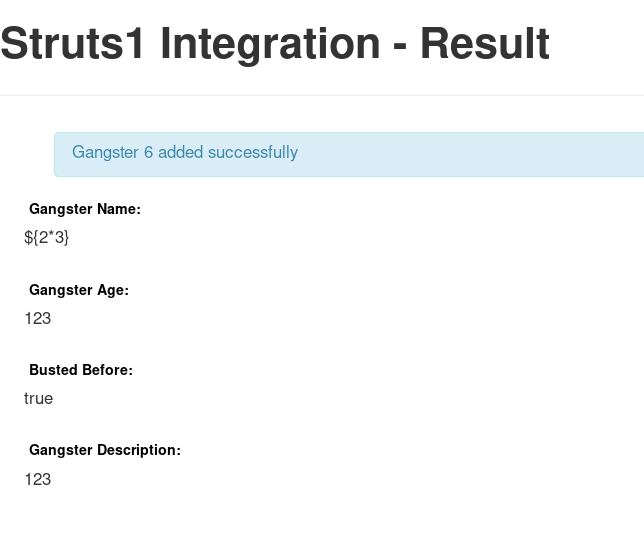 Struts1 Integration - Result
Gangster 6 added successfully
Gangster Name:
${2*3}
Gangster Age:
123
Busted Before:
true
Gangster Description:
123